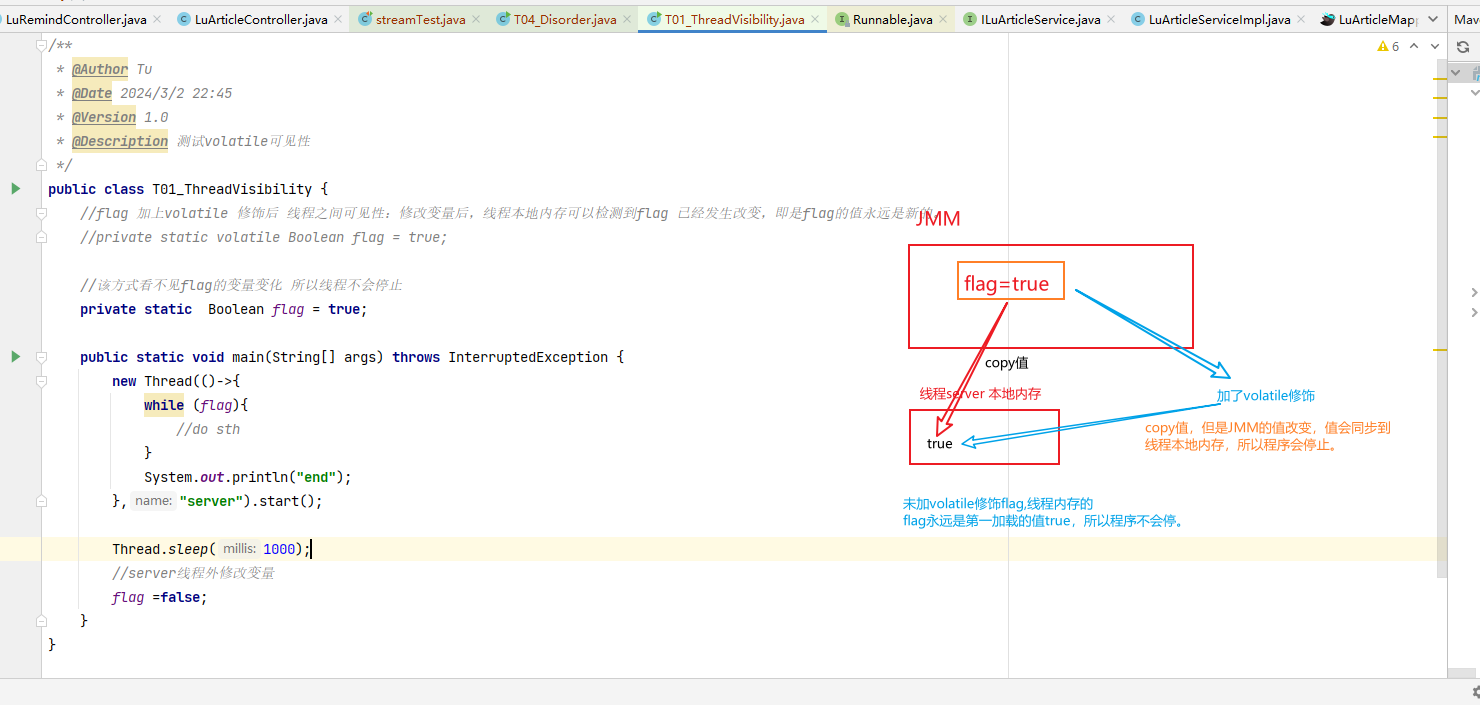 LuRemindController.java
LuArticleController.java
streamTest.java
T04_Disorder.java
T01_ThreadVisibility.java
Runnable.java
ILuArticleService.java
LuArticleServiceImpl.java
LuArticleMap
6
/**
* @Author Tu
* @Date 2024/3/2 22:45
* @Version 1.0
* @Description 测试volatile可见性
*/
public class T01_ThreadVisibility {
//flag 加上volatile 修饰后 线程之间可见性：修改变量后，线程本地内存可以检测到flag 已经发生改变，即是flag的值永远是新的。
//private static volatile Boolean flag = true;
//该方式看不见flag的变量变化 所以线程不会停止
private static  Boolean flag = true;
public static void main(String[] args) throws InterruptedException {
new Thread(()->{
while (flag){
//do sth
}
System.out.println("end");
}, name: "server").start();
Thread.sleep( millis: 1000);
//server线程外修改变量
flag =false;
}
}
JMM
flag=true
copy值
线程server 本地内存
true
加了volatile修饰
copy值，但是JMM的值改变，值会同步到
线程本地内存，所以程序会停止。
未加volatile修饰flag,线程内存的
flag永远是第一加载的值true，所以程序不会停。